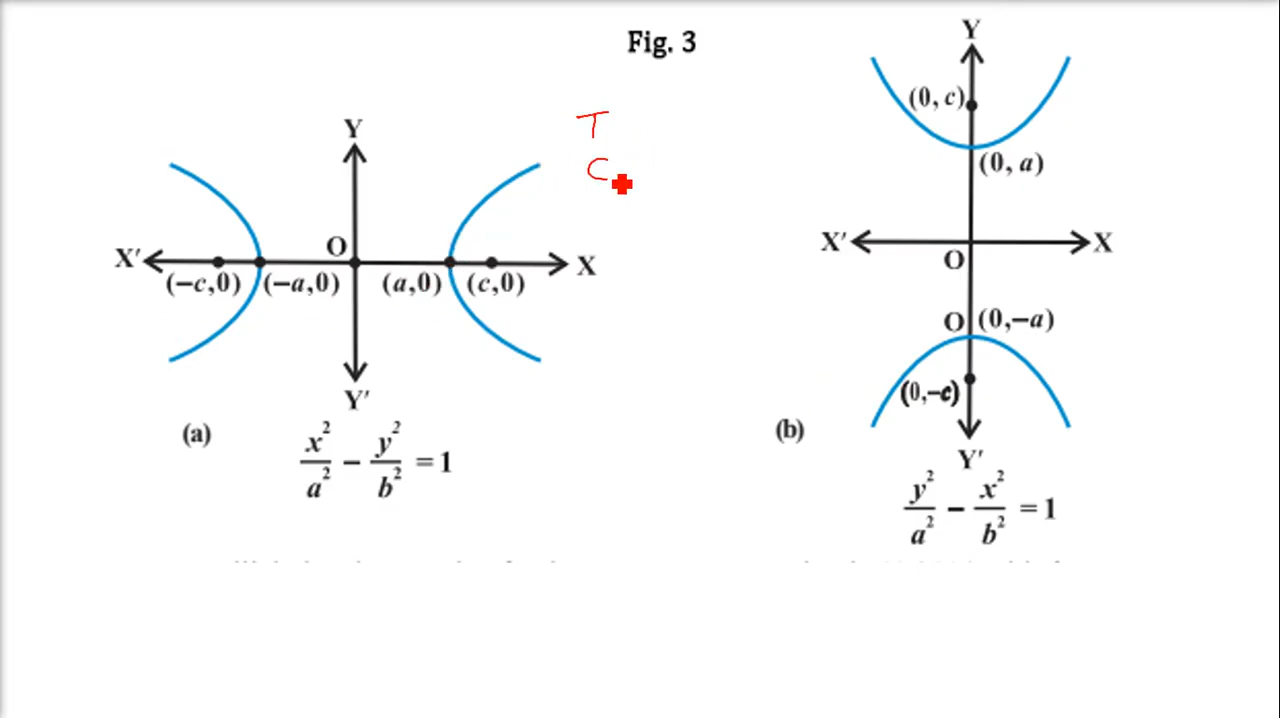 Fig. 3
T
C
Y
X′
O
X
(−c,0) (−a,0) (a,0) (c,0)
Y′
(a)
x²/a² − y²/b² = 1
Y
(0, c)
(0, a)
X′
X
O
O (0,−a)
(0,−c)
(b)
Y′
y²/a² − x²/b² = 1